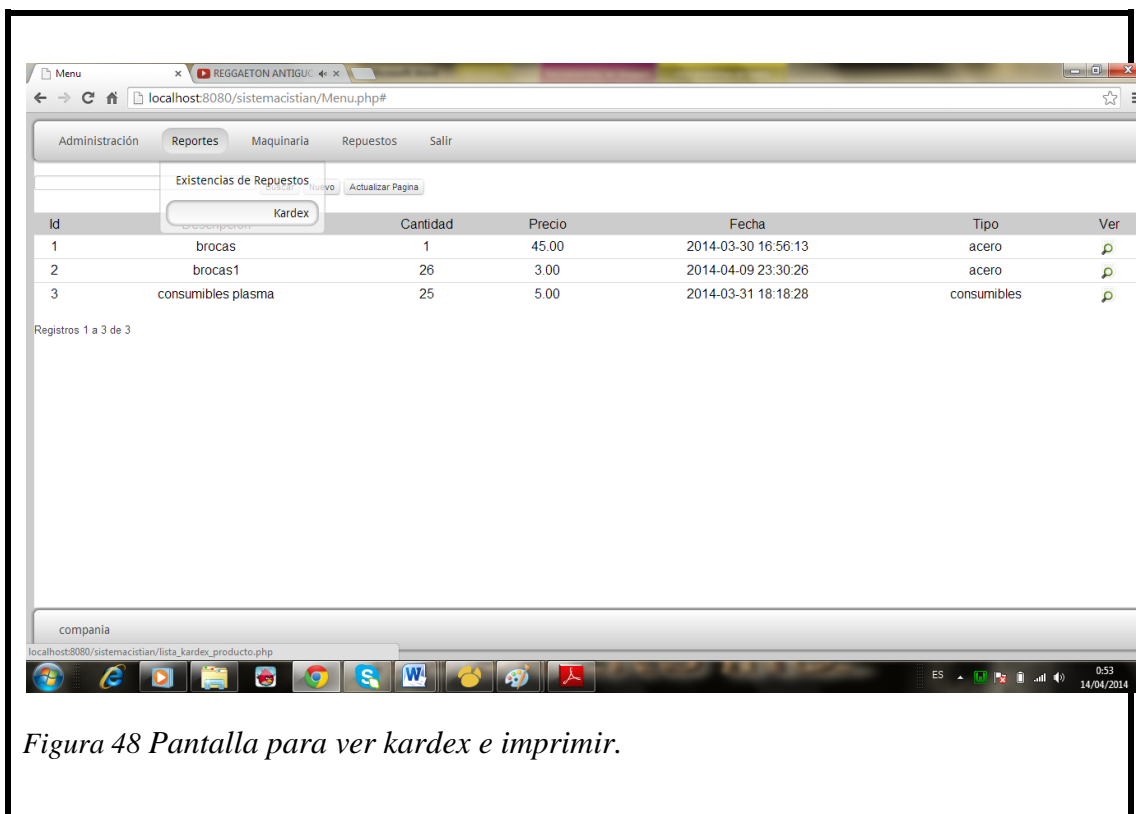 Menu
REGGAETON ANTIGUO
localhost:8080/sistemacistian/Menu.php#
Administración Reportes Maquinaria Repuestos Salir
Existencias de Repuestos
Buscar Nuevo Actualizar Pagina
Kardex
Id Descripcion Cantidad Precio Fecha Tipo Ver
1 brocas 1 45.00 2014-03-30 16:56:13 acero
2 brocas1 26 3.00 2014-04-09 23:30:26 acero
3 consumibles plasma 25 5.00 2014-03-31 18:18:28 consumibles
Registros 1 a 3 de 3
compania
localhost:8080/sistemacistian/lista_kardex_producto.php
ES 0:53
14/04/2014
Figura 48 Pantalla para ver kardex e imprimir.